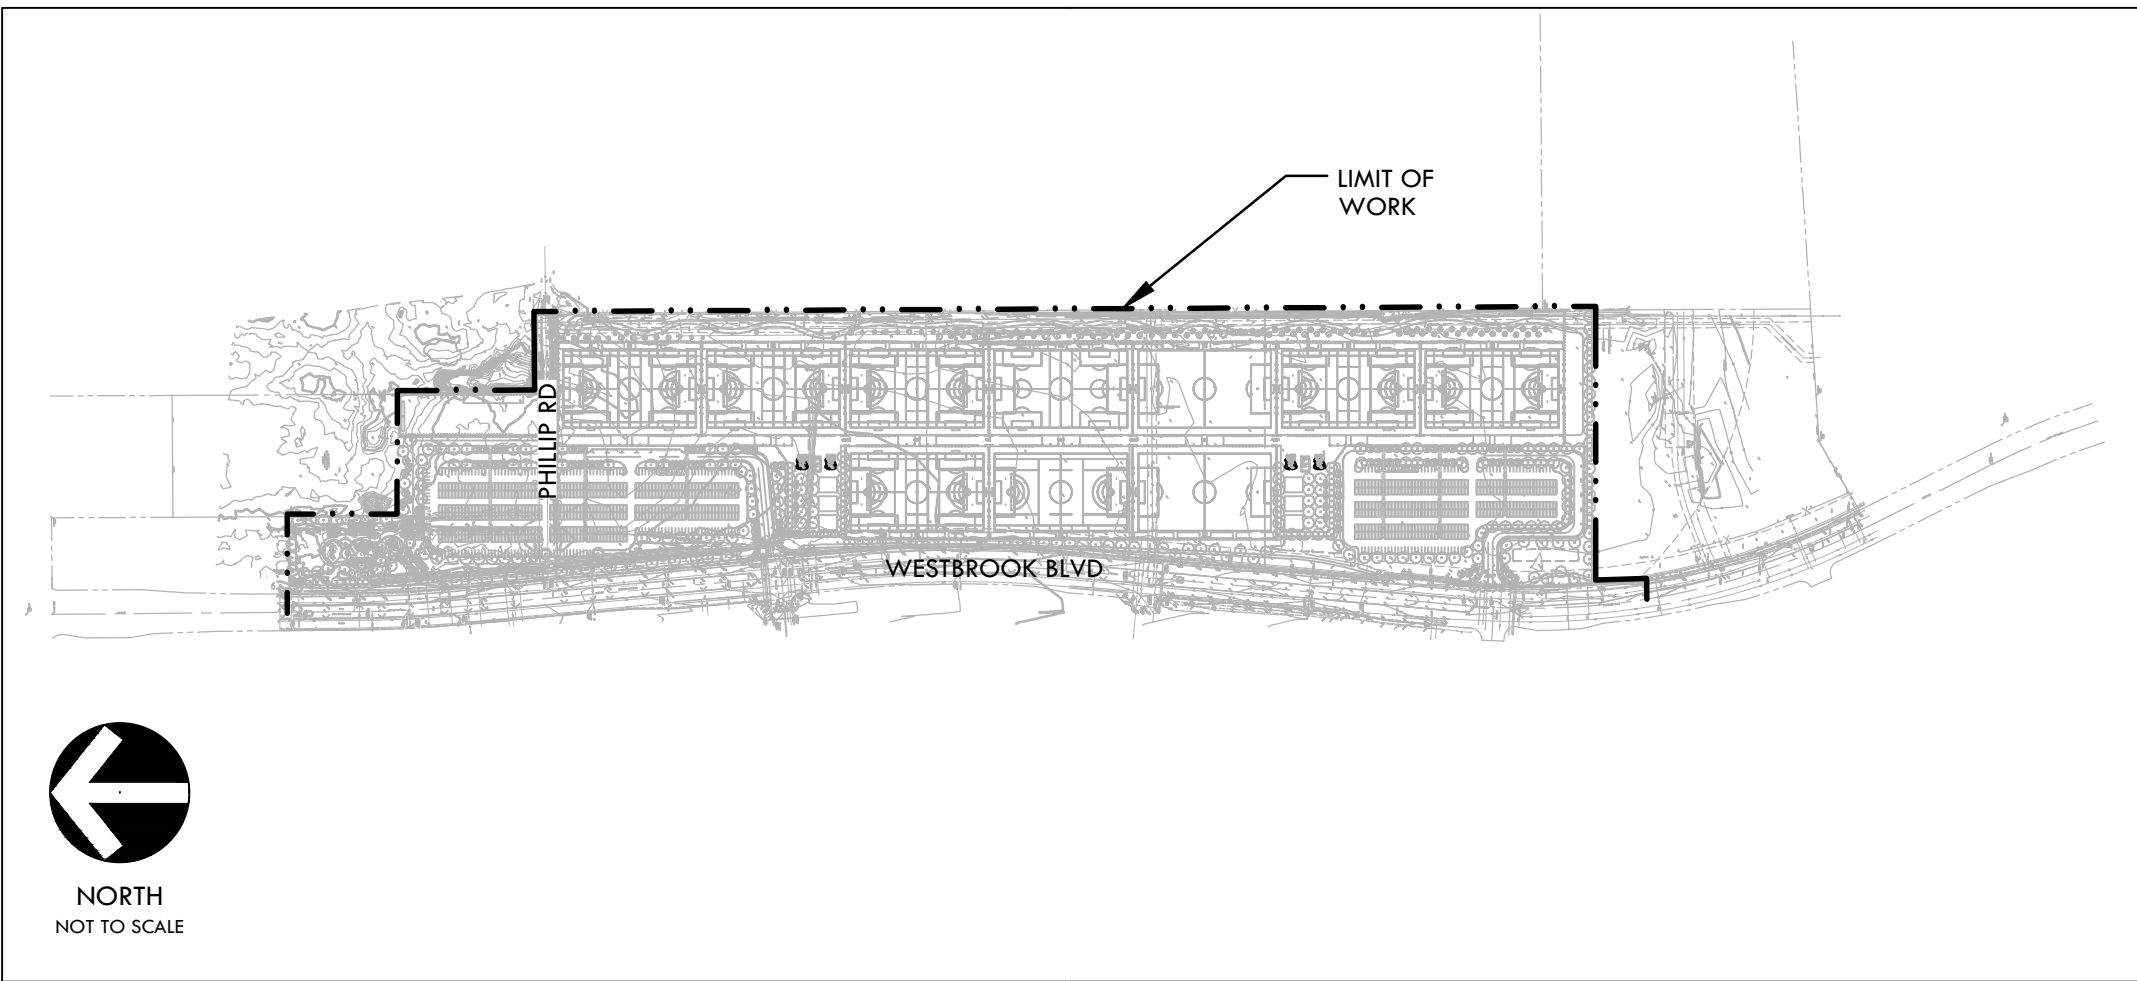 LIMIT OF
WORK
PHILLIP RD
WESTBROOK BLVD
NORTH
NOT TO SCALE